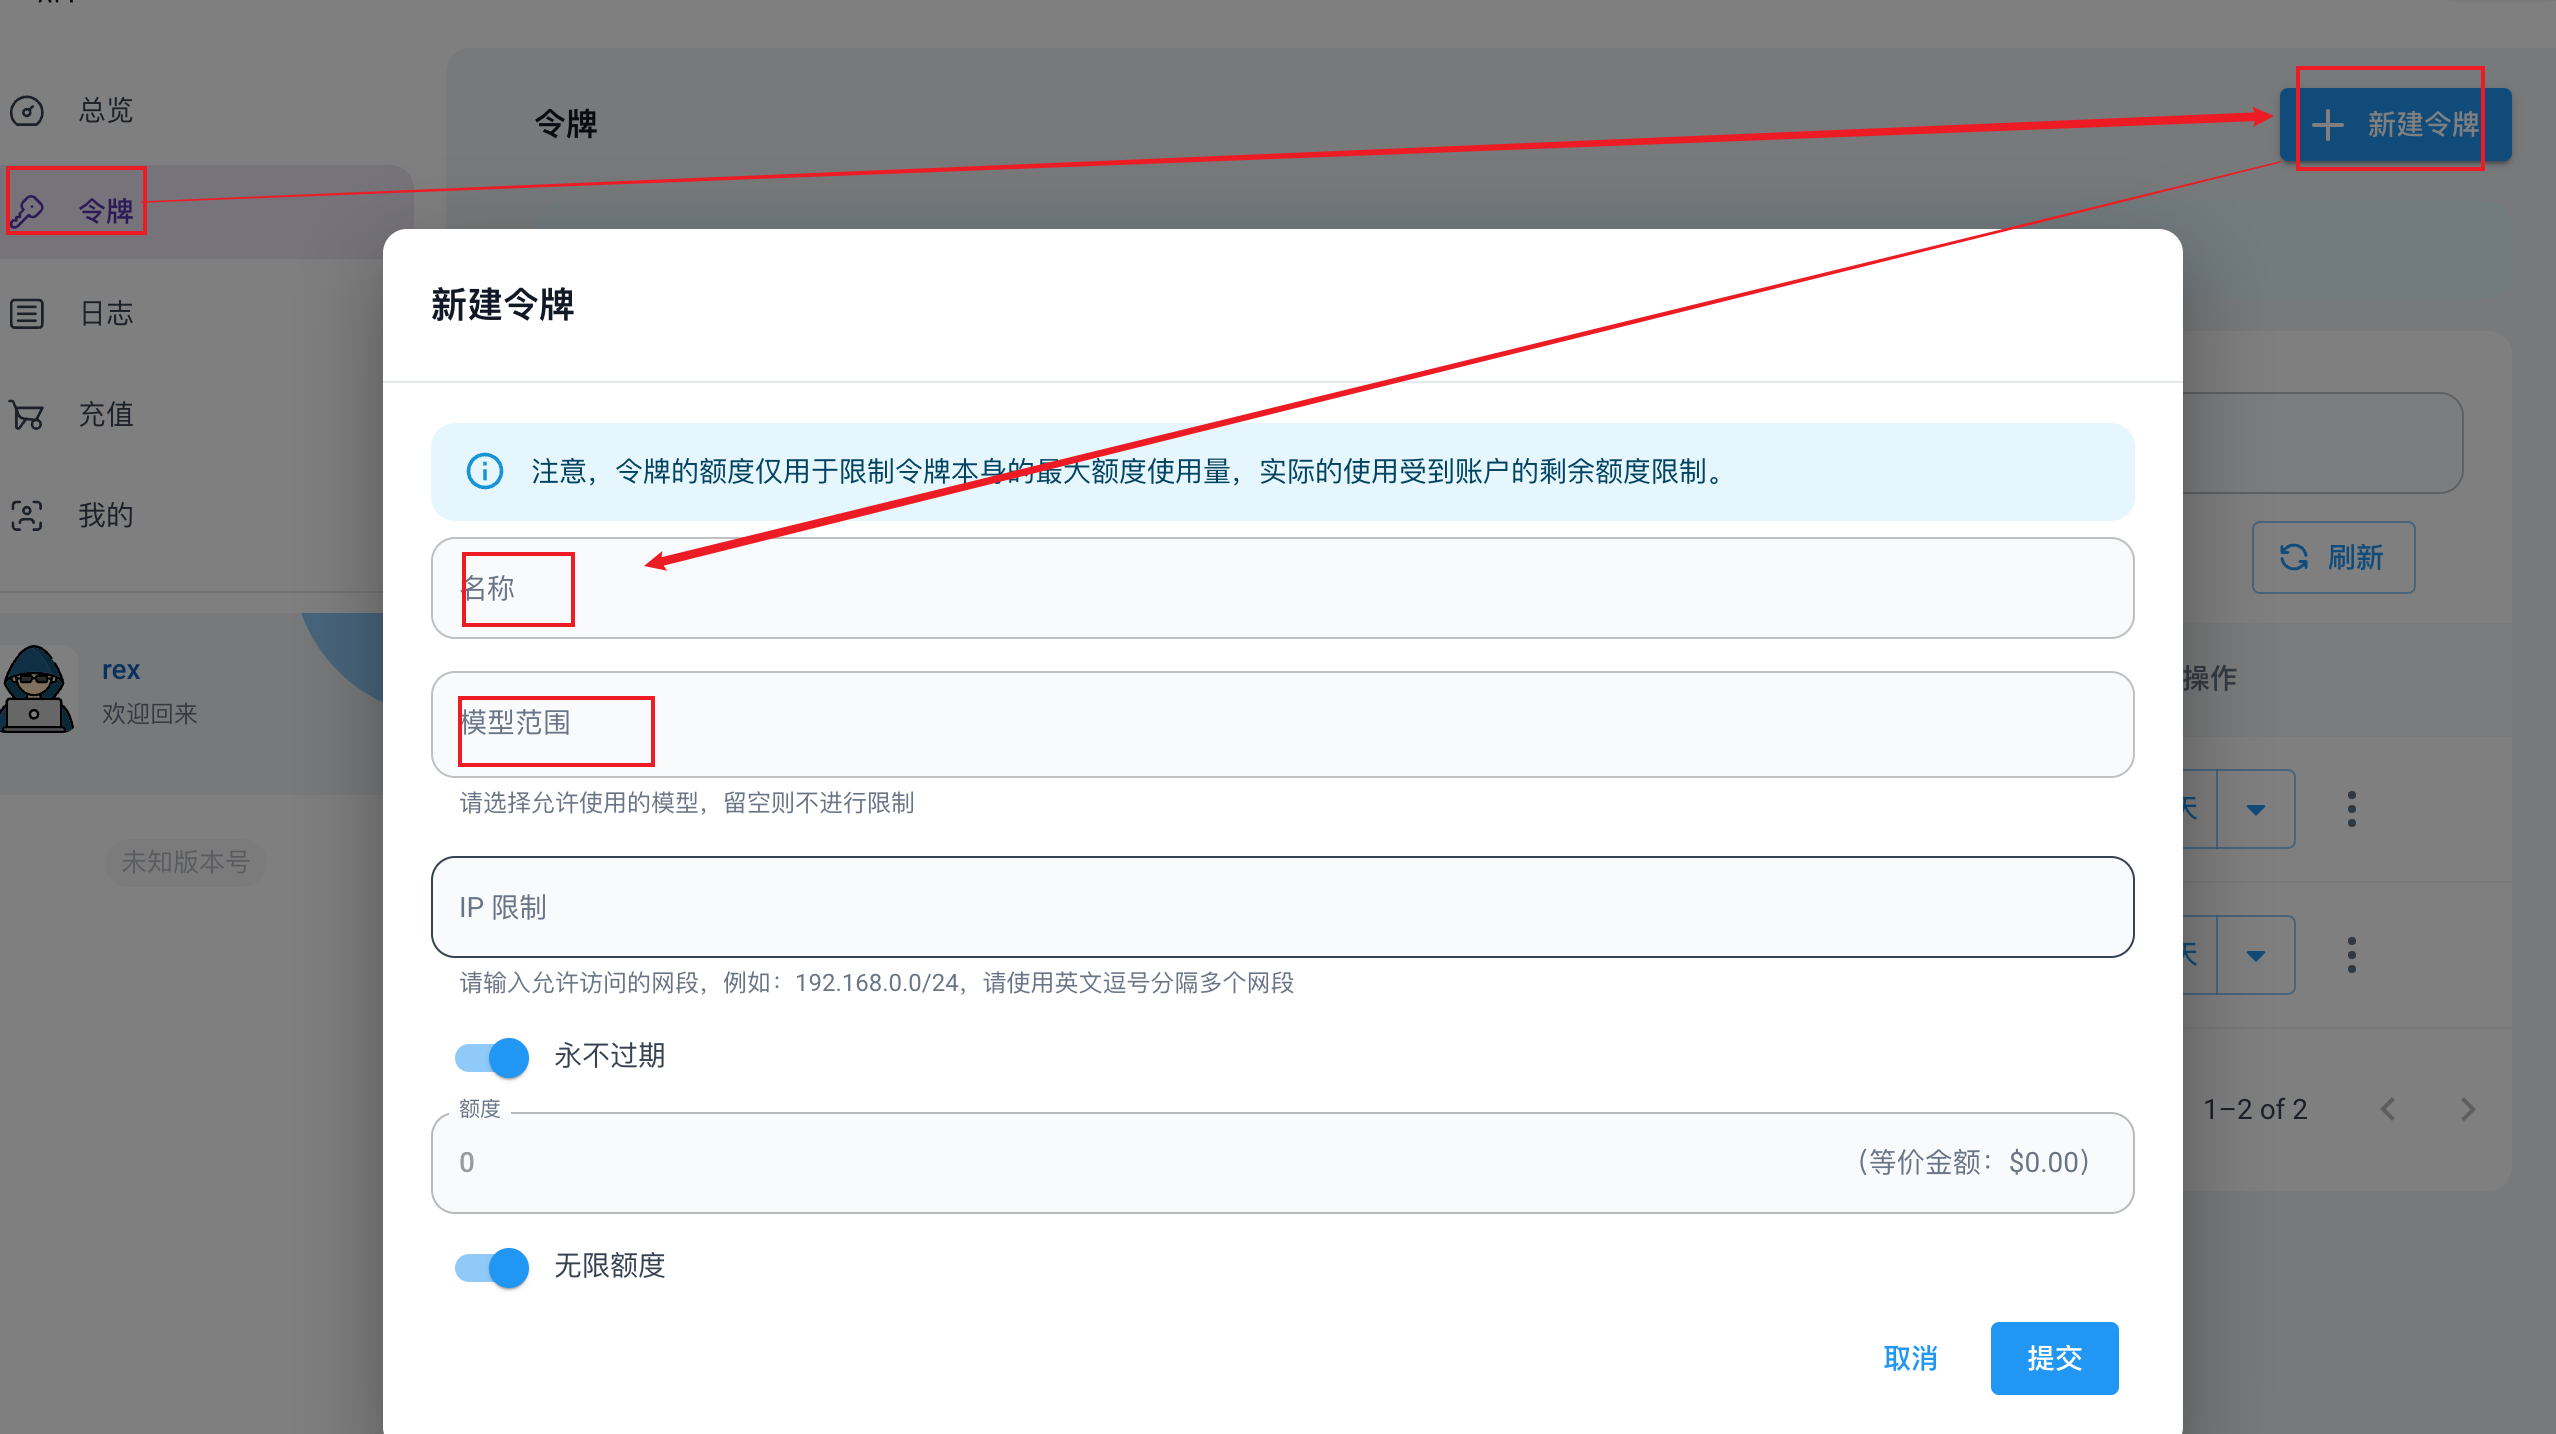 总览
令牌
日志
充值
我的
rex
欢迎回来
未知版本号
令牌
新建令牌
新建令牌
注意，令牌的额度仅用于限制令牌本身的最大额度使用量，实际的使用受到账户的剩余额度限制。
名称
模型范围
请选择允许使用的模型，留空则不进行限制
IP 限制
请输入允许访问的网段，例如：192.168.0.0/24，请使用英文逗号分隔多个网段
永不过期
额度
0
（等价金额：$0.00）
无限额度
取消
提交
刷新
操作
1–2 of 2